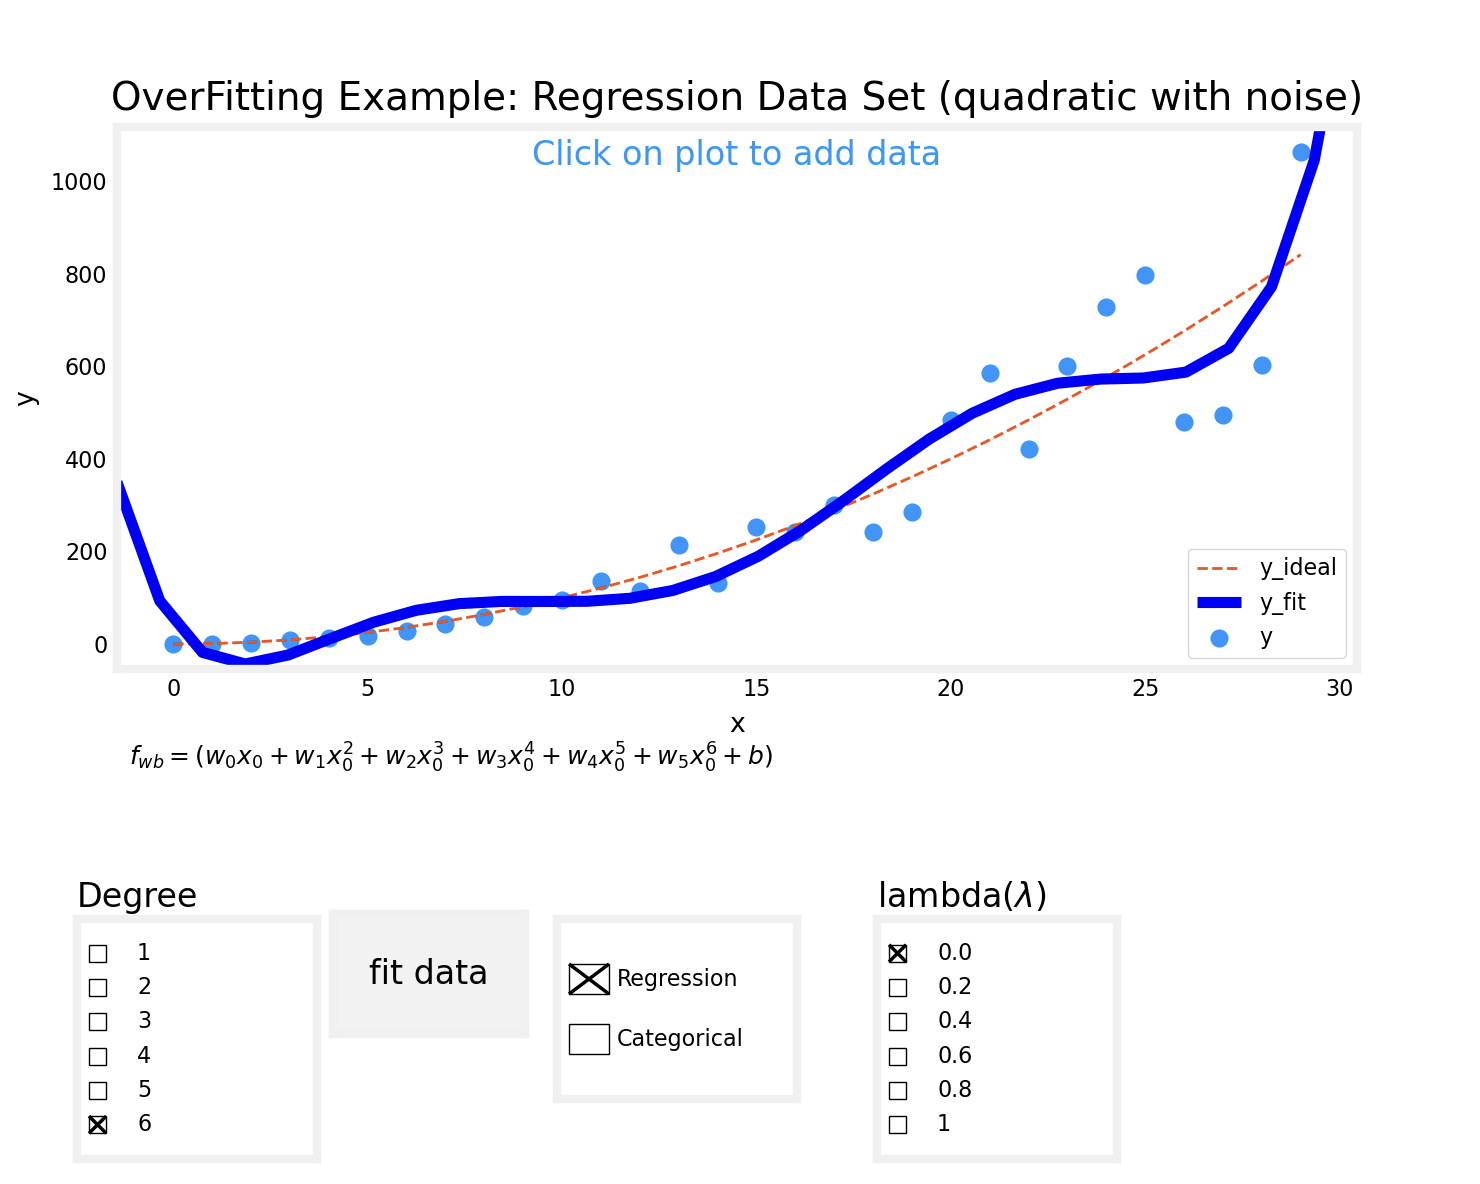 OverFitting Example: Regression Data Set (quadratic with noise)
Click on plot to add data
1000
800
600
400
200
0
y
y_ideal
y_fit
y
0 5 10 15 20 25 30
x
f_{wb} = (w_0x_0 + w_1x_0^2 + w_2x_0^3 + w_3x_0^4 + w_4x_0^5 + w_5x_0^6 + b)
Degree
1
2
3
4
5
6
fit data
Regression
Categorical
lambda(λ)
0.0
0.2
0.4
0.6
0.8
1